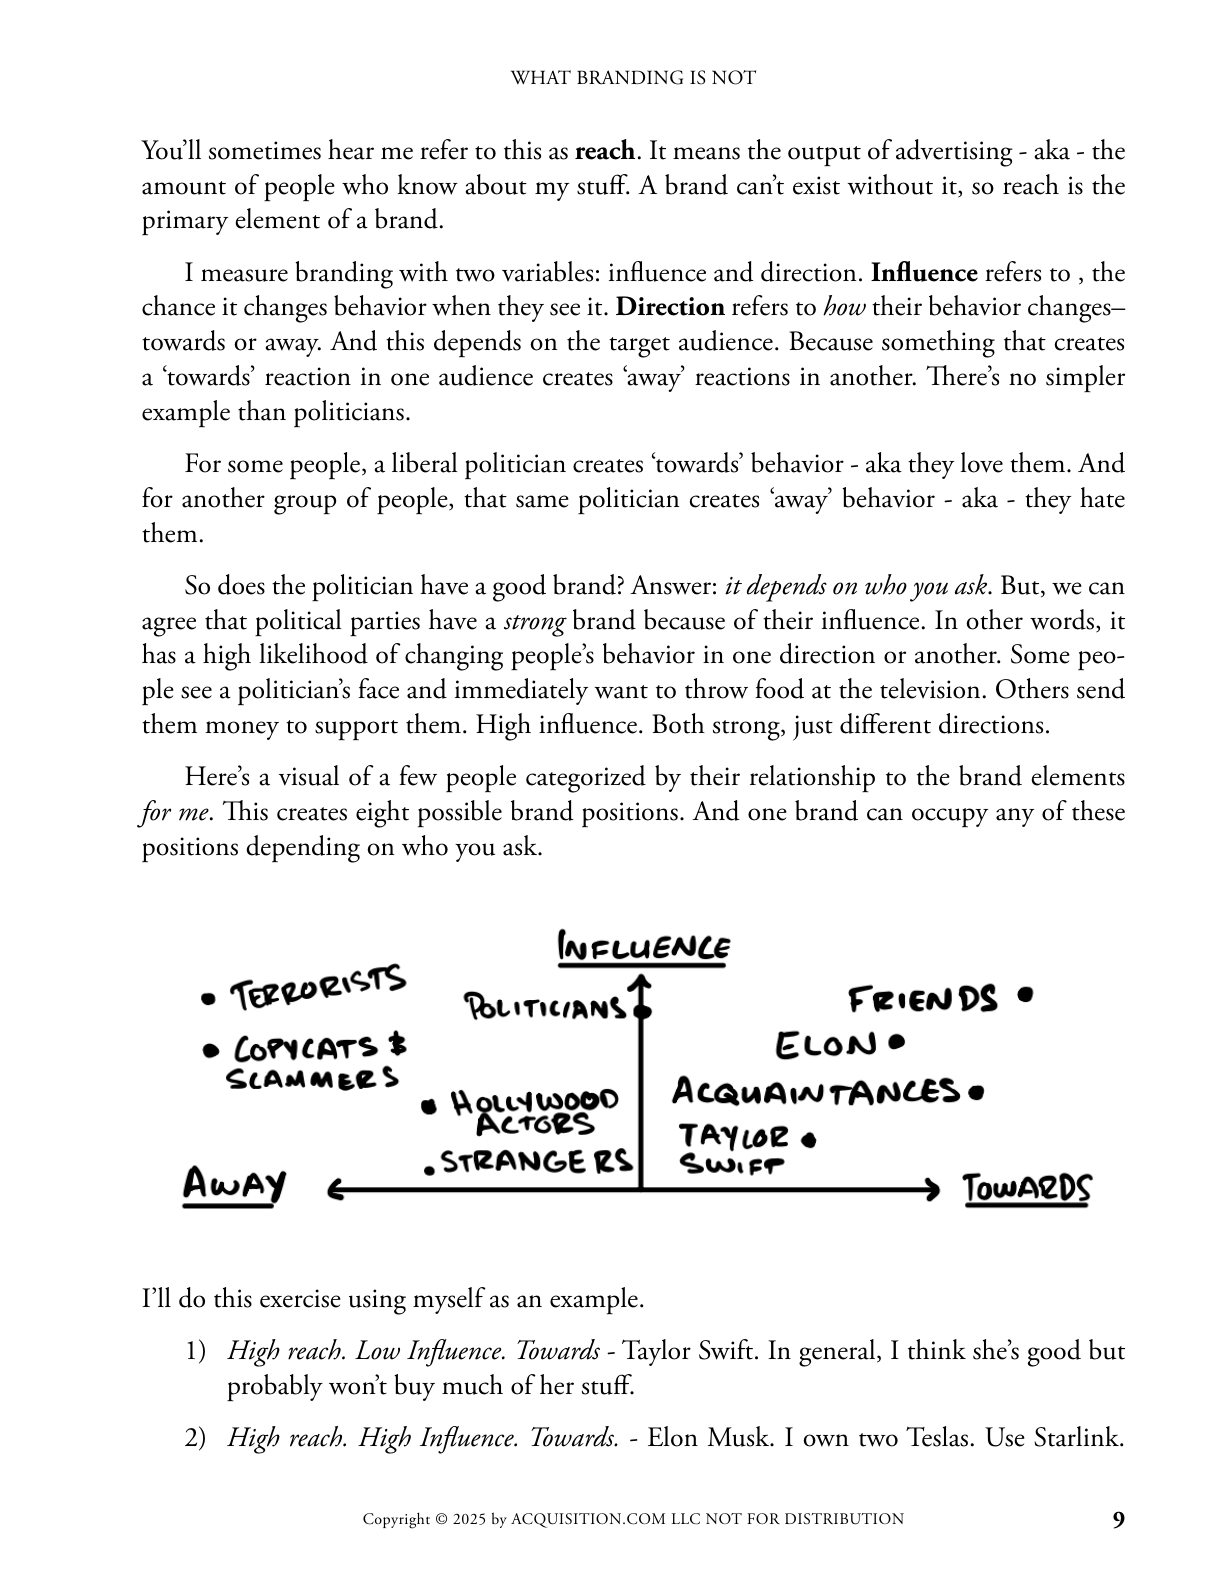 WHAT BRANDING IS NOT
You’ll sometimes hear me refer to this as reach. It means the output of advertising - aka - the
amount of people who know about my stuff. A brand can’t exist without it, so reach is the
primary element of a brand.
I measure branding with two variables: influence and direction. Influence refers to , the
chance it changes behavior when they see it. Direction refers to how their behavior changes–
towards or away. And this depends on the target audience. Because something that creates
a ‘towards’ reaction in one audience creates ‘away’ reactions in another. There’s no simpler
example than politicians.
For some people, a liberal politician creates ‘towards’ behavior - aka they love them. And
for another group of people, that same politician creates ‘away’ behavior - aka - they hate
them.
So does the politician have a good brand? Answer: it depends on who you ask. But, we can
agree that political parties have a strong brand because of their influence. In other words, it
has a high likelihood of changing people’s behavior in one direction or another. Some peo-
ple see a politician’s face and immediately want to throw food at the television. Others send
them money to support them. High influence. Both strong, just different directions.
Here’s a visual of a few people categorized by their relationship to the brand elements
for me. This creates eight possible brand positions. And one brand can occupy any of these
positions depending on who you ask.
INFLUENCE
• TERRORISTS
POLITICIANS
FRIENDS •
• COPYCATS &
SCAMMERS
ELON •
• HOLLYWOOD
ACTORS
ACQUAINTANCES •
• STRANGERS
TAYLOR •
SWIFT
AWAY
TOWARDS
I’ll do this exercise using myself as an example.
1) High reach. Low Influence. Towards - Taylor Swift. In general, I think she’s good but
probably won’t buy much of her stuff.
2) High reach. High Influence. Towards. - Elon Musk. I own two Teslas. Use Starlink.
Copyright © 2025 by ACQUISITION.COM LLC NOT FOR DISTRIBUTION
9